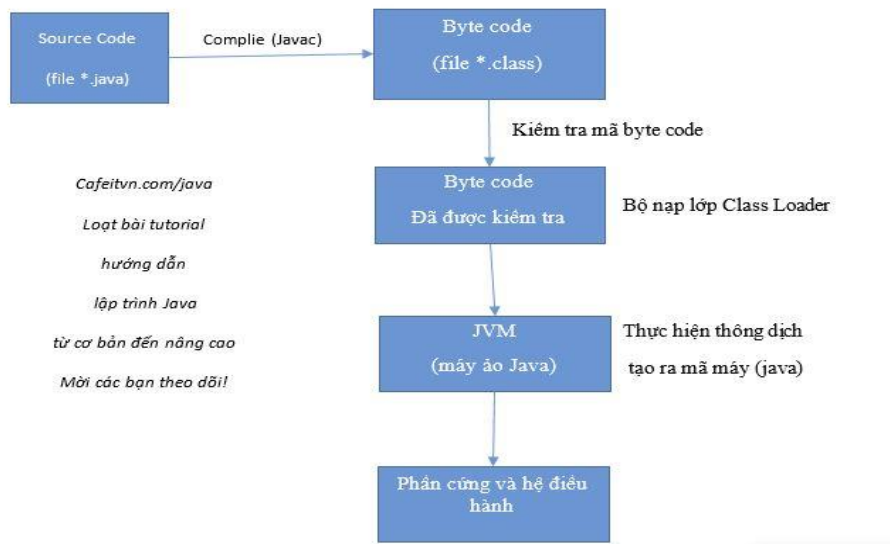 Source Code
(file *.java)
Complie (Javac)
Byte code
(file *.class)
Kiểm tra mã byte code
Byte code
Đã được kiểm tra
Bộ nạp lớp Class Loader
Cafeitvn.com/java
Loạt bài tutorial
hướng dẫn
lập trình Java
từ cơ bản đến nâng cao
Mời các bạn theo dõi!
JVM
(máy ảo Java)
Thực hiện thông dịch
tạo ra mã máy (java)
Phần cứng và hệ điều
hành